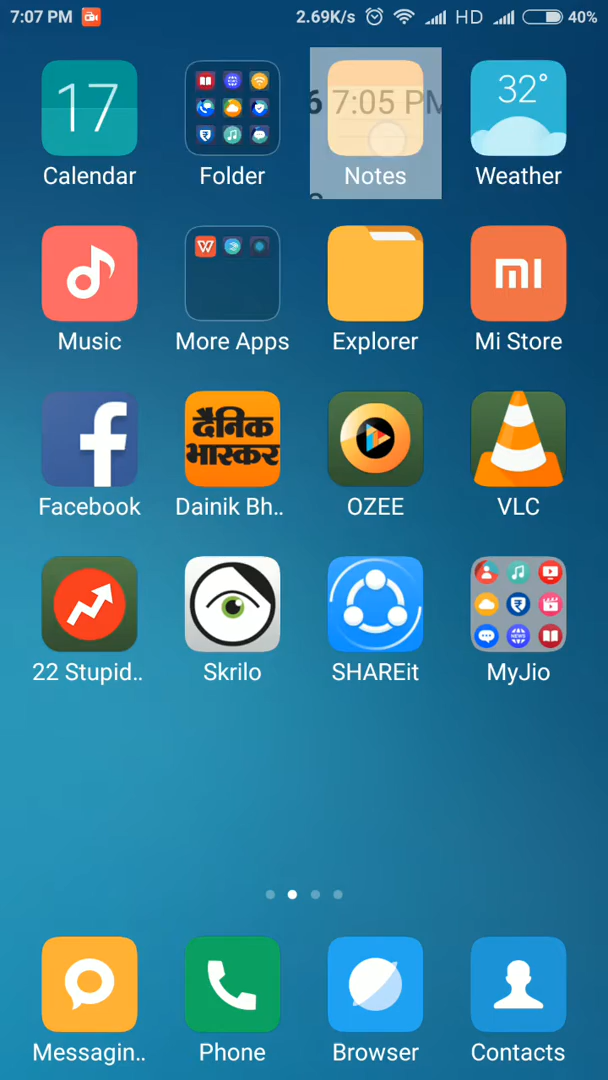 7:07 PM 2.69K/s HD 40%
17 6 7:05 PM 32°
Calendar Folder Notes Weather
Music More Apps Explorer Mi Store
दैनिक
भास्कर
Facebook Dainik Bh.. OZEE VLC
22 Stupid.. Skrilo SHAREit MyJio
Messagin.. Phone Browser Contacts